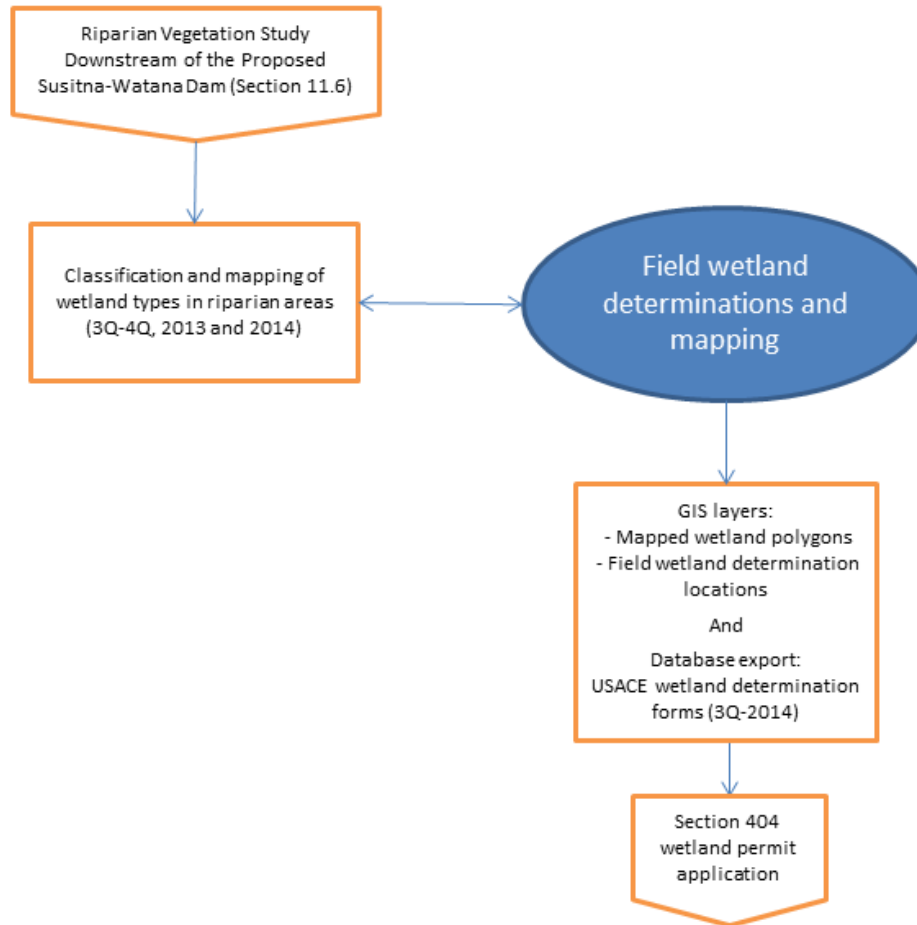 Riparian Vegetation Study
Downstream of the Proposed
Susitna-Watana Dam (Section 11.6)
Classification and mapping of
wetland types in riparian areas
(3Q-4Q, 2013 and 2014)
Field wetland
determinations and
mapping
GIS layers:
- Mapped wetland polygons
- Field wetland determination
locations
And
Database export:
USACE wetland determination
forms (3Q-2014)
Section 404
wetland permit
application